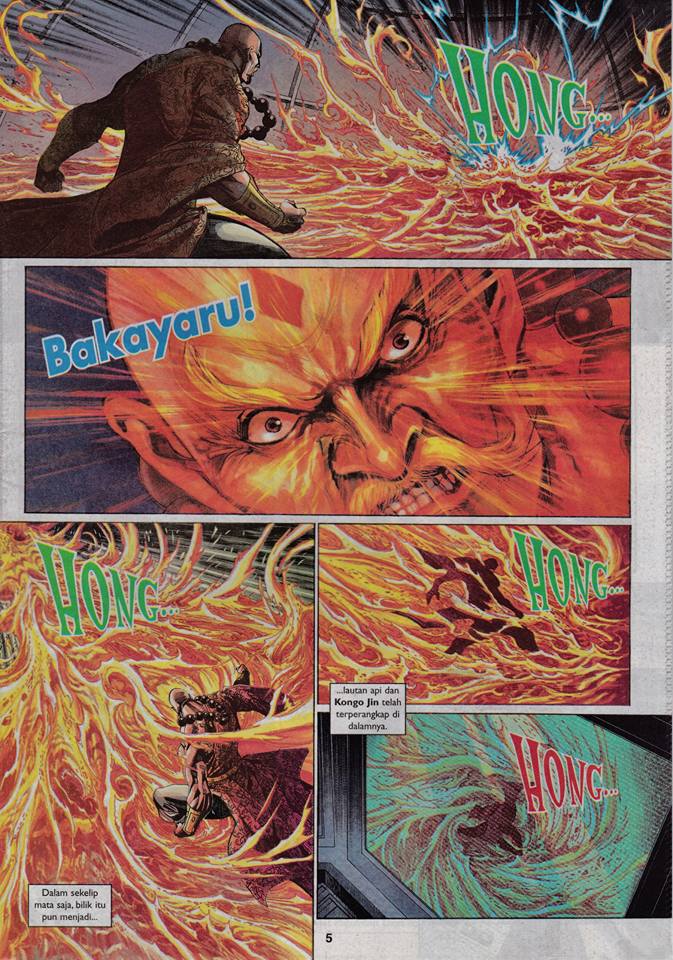 HONG...
Bakayaru!
HONG...
Dalam sekelip
mata saja, bilik itu
pun menjadi...
HONG...
...lautan api dan
Kongo Jin telah
terperangkap di
dalamnya.
HONG...
5